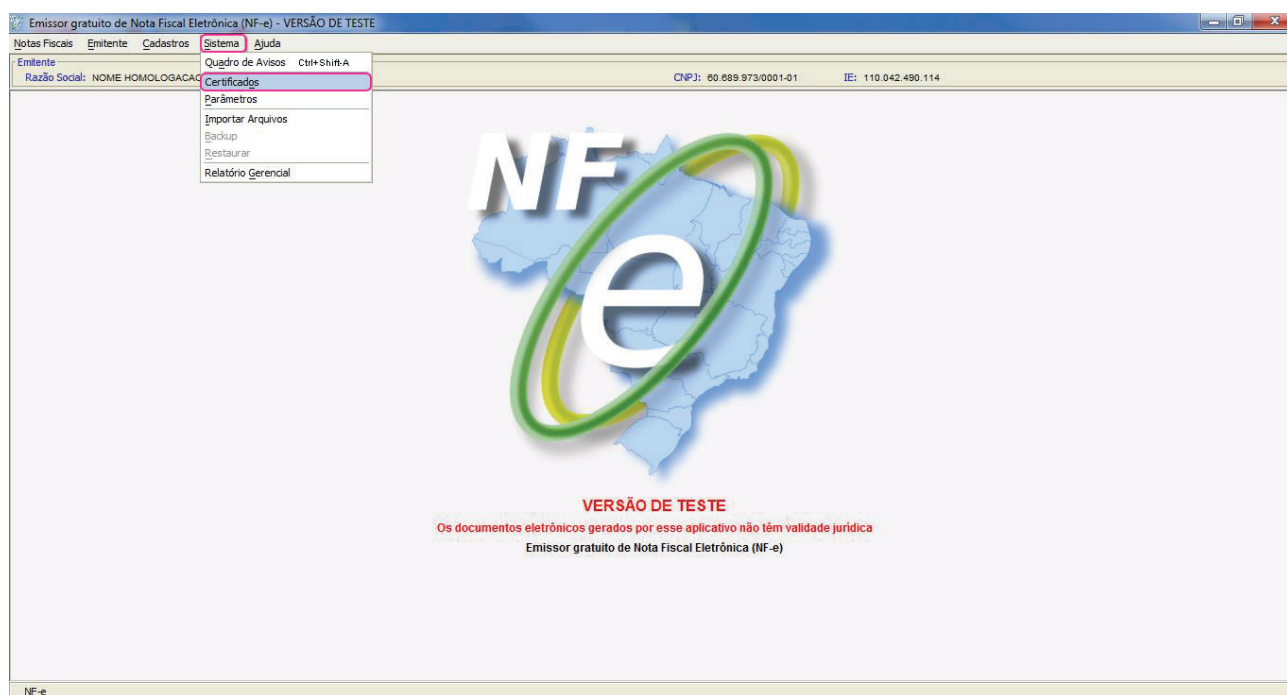 Emissor gratuito de Nota Fiscal Eletrônica (NF-e) - VERSÃO DE TESTE
Notas Fiscais Emitente Cadastros Sistema Ajuda
Emitente
Razão Social: NOME HOMOLOGACAO CNPJ: 60.689.973/0001-01 IE: 110.042.490.114
Quadro de Avisos Ctrl+Shift-A
Certificados
Parâmetros
Importar Arquivos
Backup
Restaurar
Relatório Gerencial
NF
e
VERSÃO DE TESTE
Os documentos eletrônicos gerados por esse aplicativo não têm validade jurídica
Emissor gratuito de Nota Fiscal Eletrônica (NF-e)
NF-e